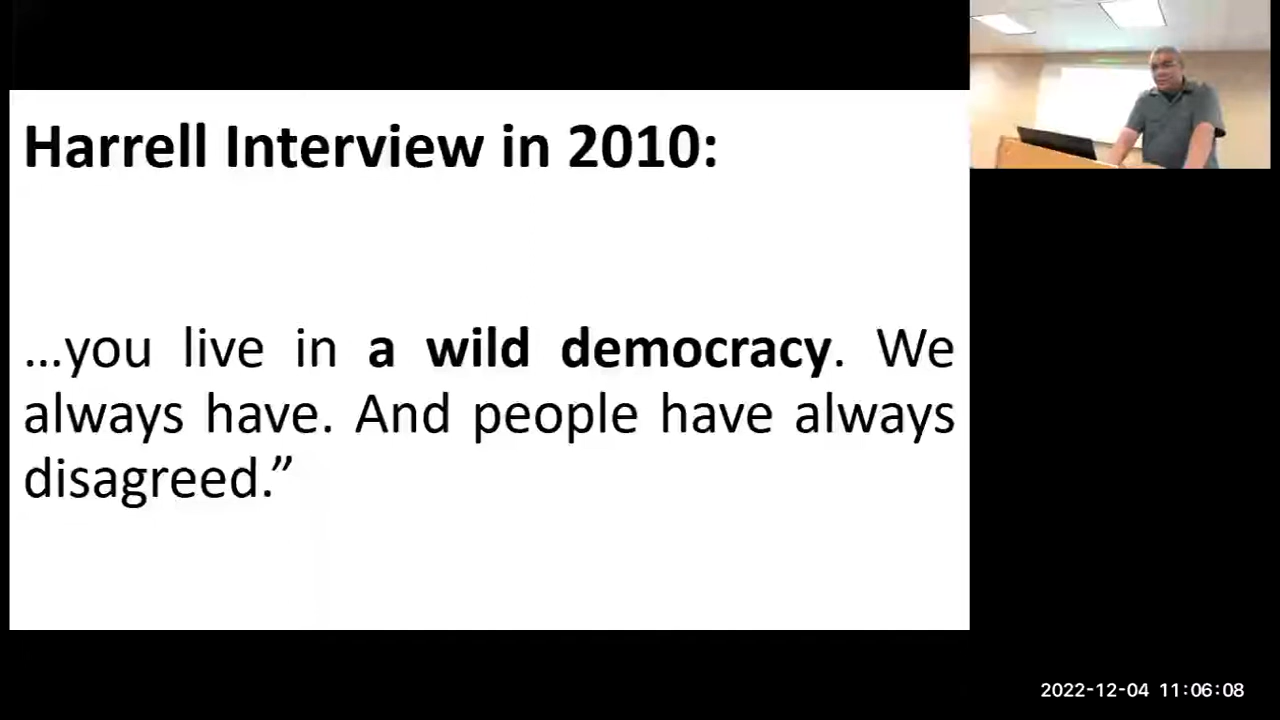 Harrell Interview in 2010:
…you live in a wild democracy. We
always have. And people have always
disagreed.”
2022-12-04 11:06:08